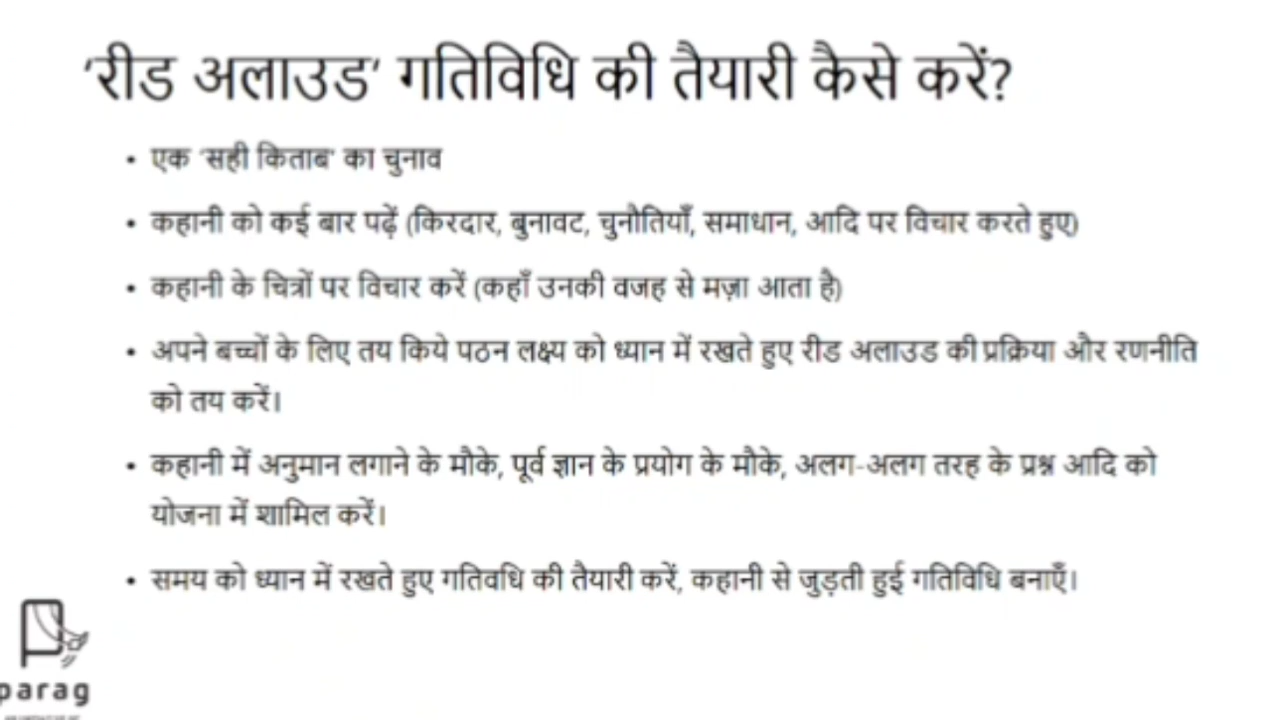 ‘रीड अलाउड’ गतिविधि की तैयारी कैसे करें?
• एक ‘सही किताब’ का चुनाव
• कहानी को कई बार पढ़ें (किरदार, बुनावट, चुनौतियाँ, समाधान, आदि पर विचार करते हुए)
• कहानी के चित्रों पर विचार करें (कहाँ उनकी वजह से मज़ा आता है)
• अपने बच्चों के लिए तय किये पठन लक्ष्य को ध्यान में रखते हुए रीड अलाउड की प्रक्रिया और रणनीति
को तय करें।
• कहानी में अनुमान लगाने के मौके, पूर्व ज्ञान के प्रयोग के मौके, अलग-अलग तरह के प्रश्न आदि को
योजना में शामिल करें।
• समय को ध्यान में रखते हुए गतिवधि की तैयारी करें, कहानी से जुड़ती हुई गतिविधि बनाएँ।
parag